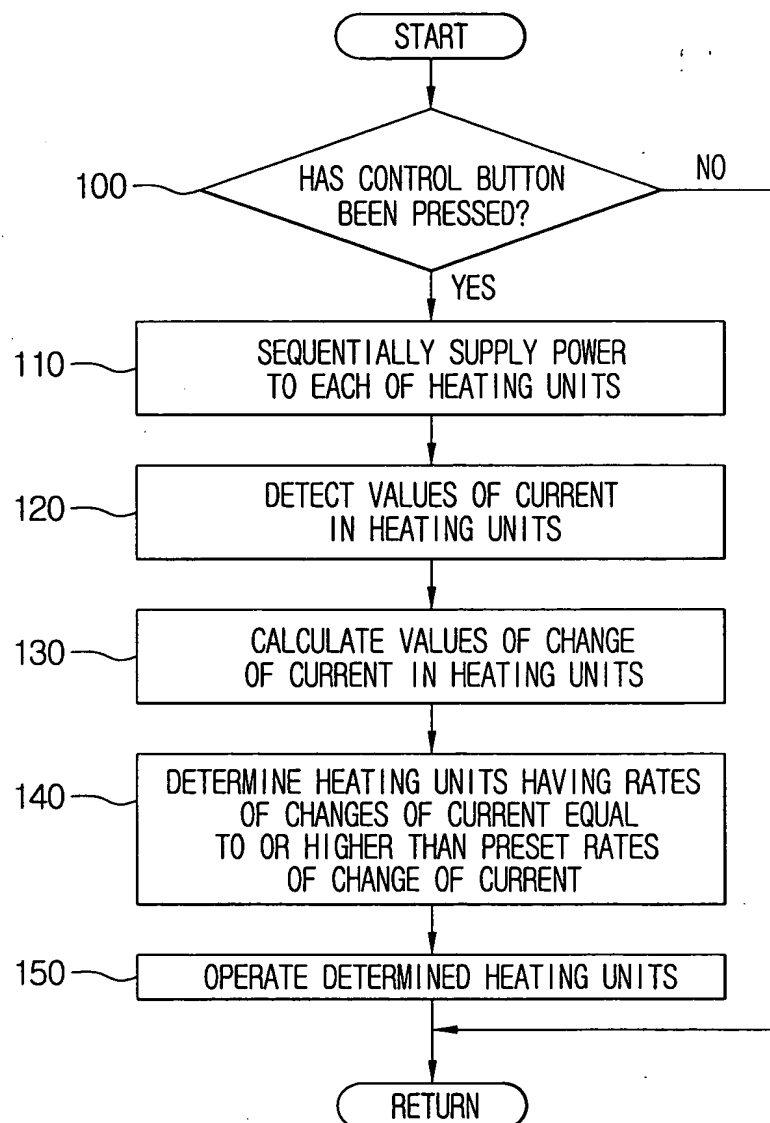 START
100
HAS CONTROL BUTTON
BEEN PRESSED?
NO
YES
110
SEQUENTIALLY SUPPLY POWER
TO EACH OF HEATING UNITS
120
DETECT VALUES OF CURRENT
IN HEATING UNITS
130
CALCULATE VALUES OF CHANGE
OF CURRENT IN HEATING UNITS
140
DETERMINE HEATING UNITS HAVING RATES
OF CHANGES OF CURRENT EQUAL
TO OR HIGHER THAN PRESET RATES
OF CHANGE OF CURRENT
150
OPERATE DETERMINED HEATING UNITS
RETURN